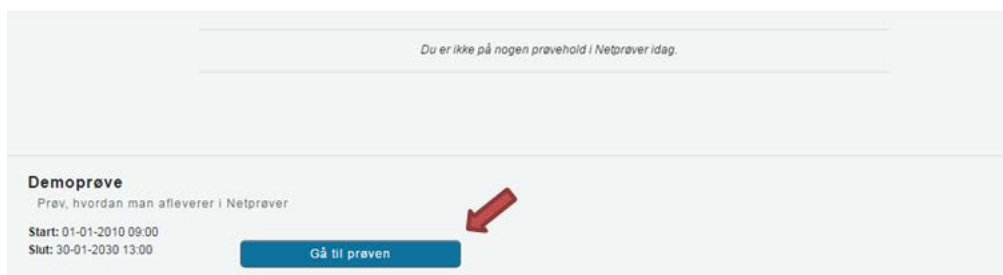 Du er ikke på nogen prøvehold i Netprøver idag.
Demoprøve
Prøv, hvordan man afleverer i Netprøver
Start: 01-01-2010 09:00
Slut: 30-01-2030 13:00
Gå til prøven